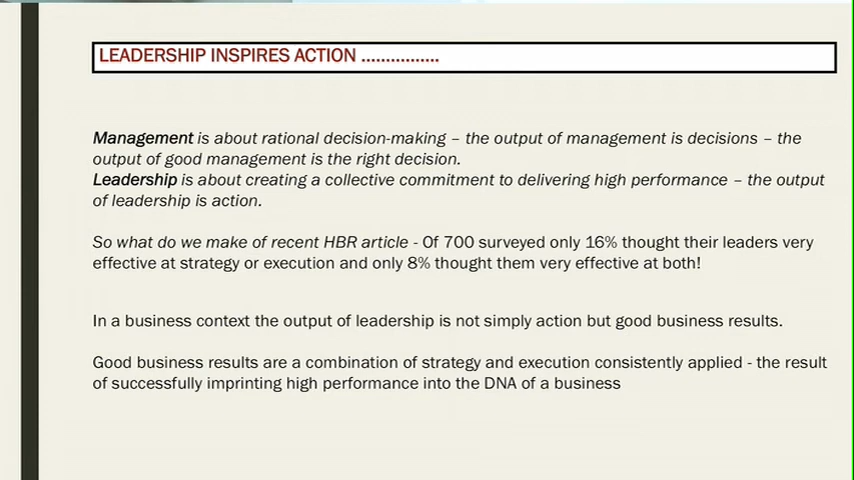 LEADERSHIP INSPIRES ACTION ................
Management is about rational decision-making – the output of management is decisions – the
output of good management is the right decision.
Leadership is about creating a collective commitment to delivering high performance – the output
of leadership is action.
So what do we make of recent HBR article - Of 700 surveyed only 16% thought their leaders very
effective at strategy or execution and only 8% thought them very effective at both!
In a business context the output of leadership is not simply action but good business results.
Good business results are a combination of strategy and execution consistently applied - the result
of successfully imprinting high performance into the DNA of a business